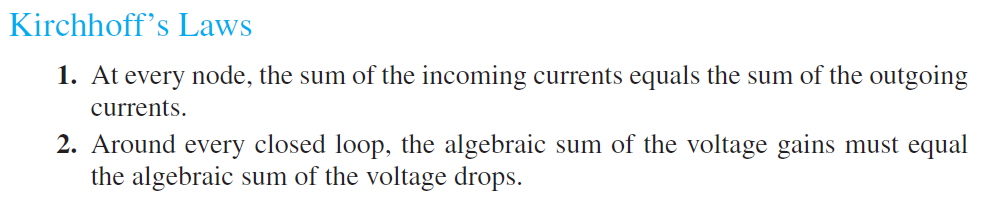 Kirchhoff's Laws
1. At every node, the sum of the incoming currents equals the sum of the outgoing
currents.
2. Around every closed loop, the algebraic sum of the voltage gains must equal
the algebraic sum of the voltage drops.